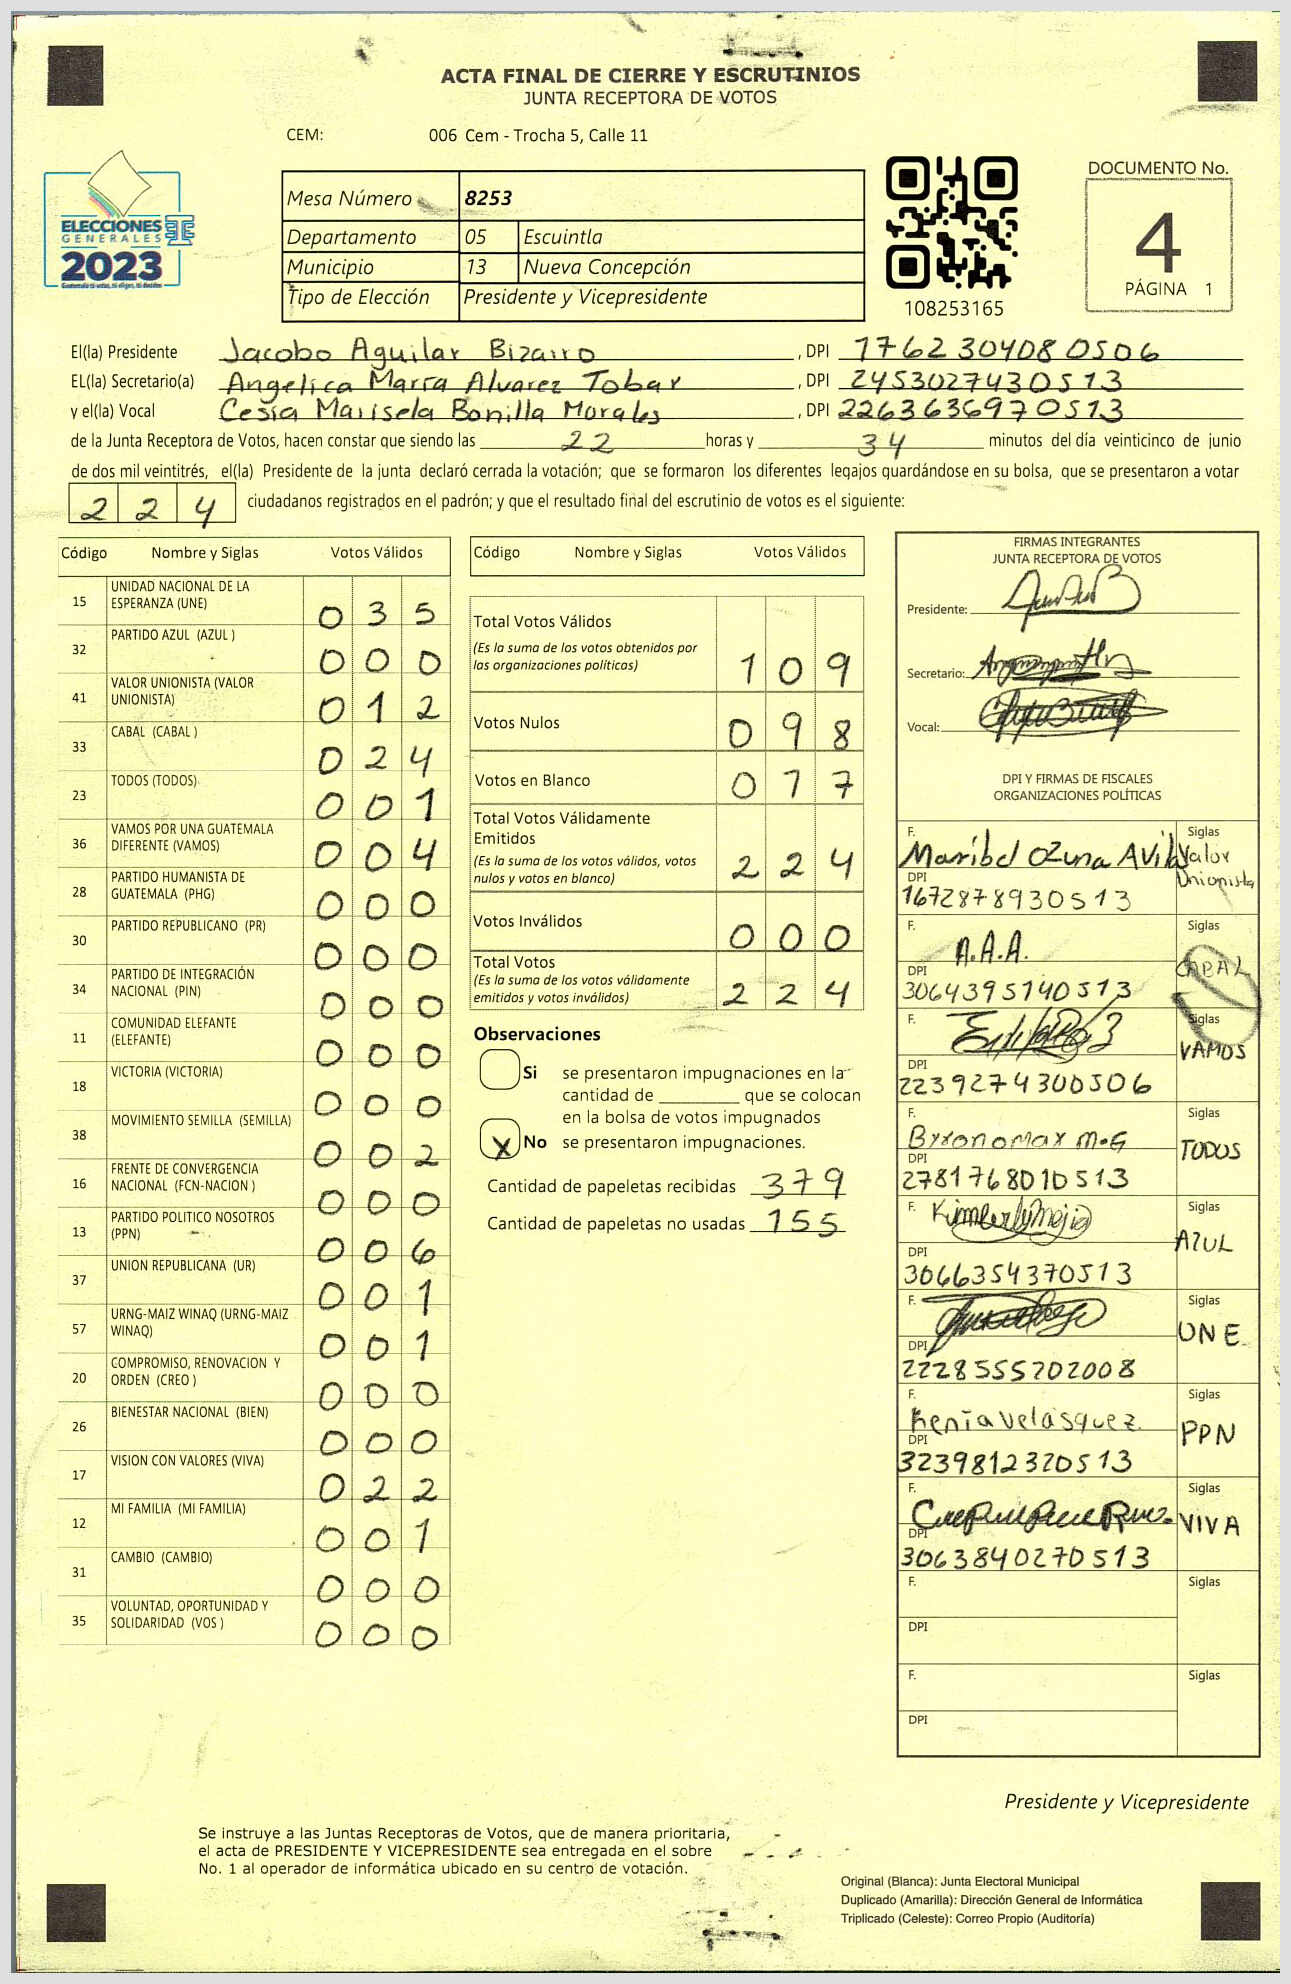 ACTA FINAL DE CIERRE Y ESCRUTINIOS
JUNTA RECEPTORA DE VOTOS
CEM: 006 Cem - Trocha 5, Calle 11
ELECCIONES
GENERALES
2023
Mesa Número 8253
Departamento 05 Escuintla
Municipio 13 Nueva Concepción
Tipo de Elección Presidente y Vicepresidente
108253165
DOCUMENTO No.
4
PÁGINA 1
El(la) Presidente Jacobo Aguilar Bizarro, DPI 1762304080506
EL(la) Secretario(a) Angelica Marra Alvarez Tobar, DPI 2453027430513
y el(la) Vocal Cesia Marisela Bonilla Morales, DPI 2263636970513
de la Junta Receptora de Votos, hacen constar que siendo las 22 horas y 34 minutos del día veinticinco de junio
de dos mil veintitrés, el(la) Presidente de la junta declaró cerrada la votación; que se formaron los diferentes legajos guardándose en su bolsa, que se presentaron a votar
224 ciudadanos registrados en el padrón; y que el resultado final del escrutinio de votos es el siguiente:
Código Nombre y Siglas Votos Válidos
15 UNIDAD NACIONAL DE LA ESPERANZA (UNE) 035
32 PARTIDO AZUL (AZUL ) 000
41 VALOR UNIONISTA (VALOR UNIONISTA) 012
33 CABAL (CABAL ) 024
23 TODOS (TODOS) 001
36 VAMOS POR UNA GUATEMALA DIFERENTE (VAMOS) 004
28 PARTIDO HUMANISTA DE GUATEMALA (PHG) 000
30 PARTIDO REPUBLICANO (PR) 000
34 PARTIDO DE INTEGRACIÓN NACIONAL (PIN) 000
11 COMUNIDAD ELEFANTE (ELEFANTE) 000
18 VICTORIA (VICTORIA) 000
38 MOVIMIENTO SEMILLA (SEMILLA) 002
16 FRENTE DE CONVERGENCIA NACIONAL (FCN-NACION ) 000
13 PARTIDO POLITICO NOSOTROS (PPN) 006
37 UNION REPUBLICANA (UR) 001
57 URNG-MAIZ WINAQ (URNG-MAIZ WINAQ) 001
20 COMPROMISO, RENOVACION Y ORDEN (CREO ) 000
26 BIENESTAR NACIONAL (BIEN) 000
17 VISION CON VALORES (VIVA) 022
12 MI FAMILIA (MI FAMILIA) 001
31 CAMBIO (CAMBIO) 000
35 VOLUNTAD, OPORTUNIDAD Y SOLIDARIDAD (VOS ) 000
Código Nombre y Siglas Votos Válidos
Total Votos Válidos 109
(Es la suma de los votos obtenidos por
las organizaciones políticas)
Votos Nulos 098
Votos en Blanco 017
Total Votos Válidamente
Emitidos 224
(Es la suma de los votos válidos, votos
nulos y votos en blanco)
Votos Inválidos 000
Total Votos 224
(Es la suma de los votos válidamente
emitidos y votos inválidos)
Observaciones
Si se presentaron impugnaciones en la
cantidad de ________ que se colocan
en la bolsa de votos impugnados
X No se presentaron impugnaciones.
Cantidad de papeletas recibidas 379
Cantidad de papeletas no usadas 155
FIRMAS INTEGRANTES
JUNTA RECEPTORA DE VOTOS
Presidente:
Secretario:
Vocal:
DPI Y FIRMAS DE FISCALES
ORGANIZACIONES POLÍTICAS
F. Maribel Ozuna Avila Siglas Valor Unionista
DPI 1672878930513
F. A.A.A. Siglas CABAL
DPI 3064395140513
F. Siglas VAMOS
DPI 2239274300506
F. Byronomax M.G Siglas TODOS
DPI 2781768010513
F. Kimberly Mejia Siglas AZUL
DPI 3066354370513
F. Siglas UNE
DPI 2228555702008
F. Kenia Velasquez Siglas PPN
DPI 3239812320513
F. Siglas VIVA
DPI 3063840270513
F. Siglas
DPI
F. Siglas
DPI
Presidente y Vicepresidente
Se instruye a las Juntas Receptoras de Votos, que de manera prioritaria,
el acta de PRESIDENTE Y VICEPRESIDENTE sea entregada en el sobre
No. 1 al operador de informática ubicado en su centro de votación.
Original (Blanca): Junta Electoral Municipal
Duplicado (Amarilla): Dirección General de Informática
Triplicado (Celeste): Correo Propio (Auditoría)